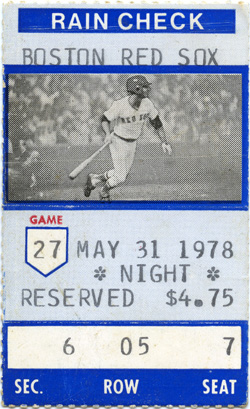 RAIN CHECK
BOSTON RED SOX
RED SOX
GAME
27 MAY 31 1978
* NIGHT *
RESERVED $4.75
6 05 7
SEC. ROW SEAT